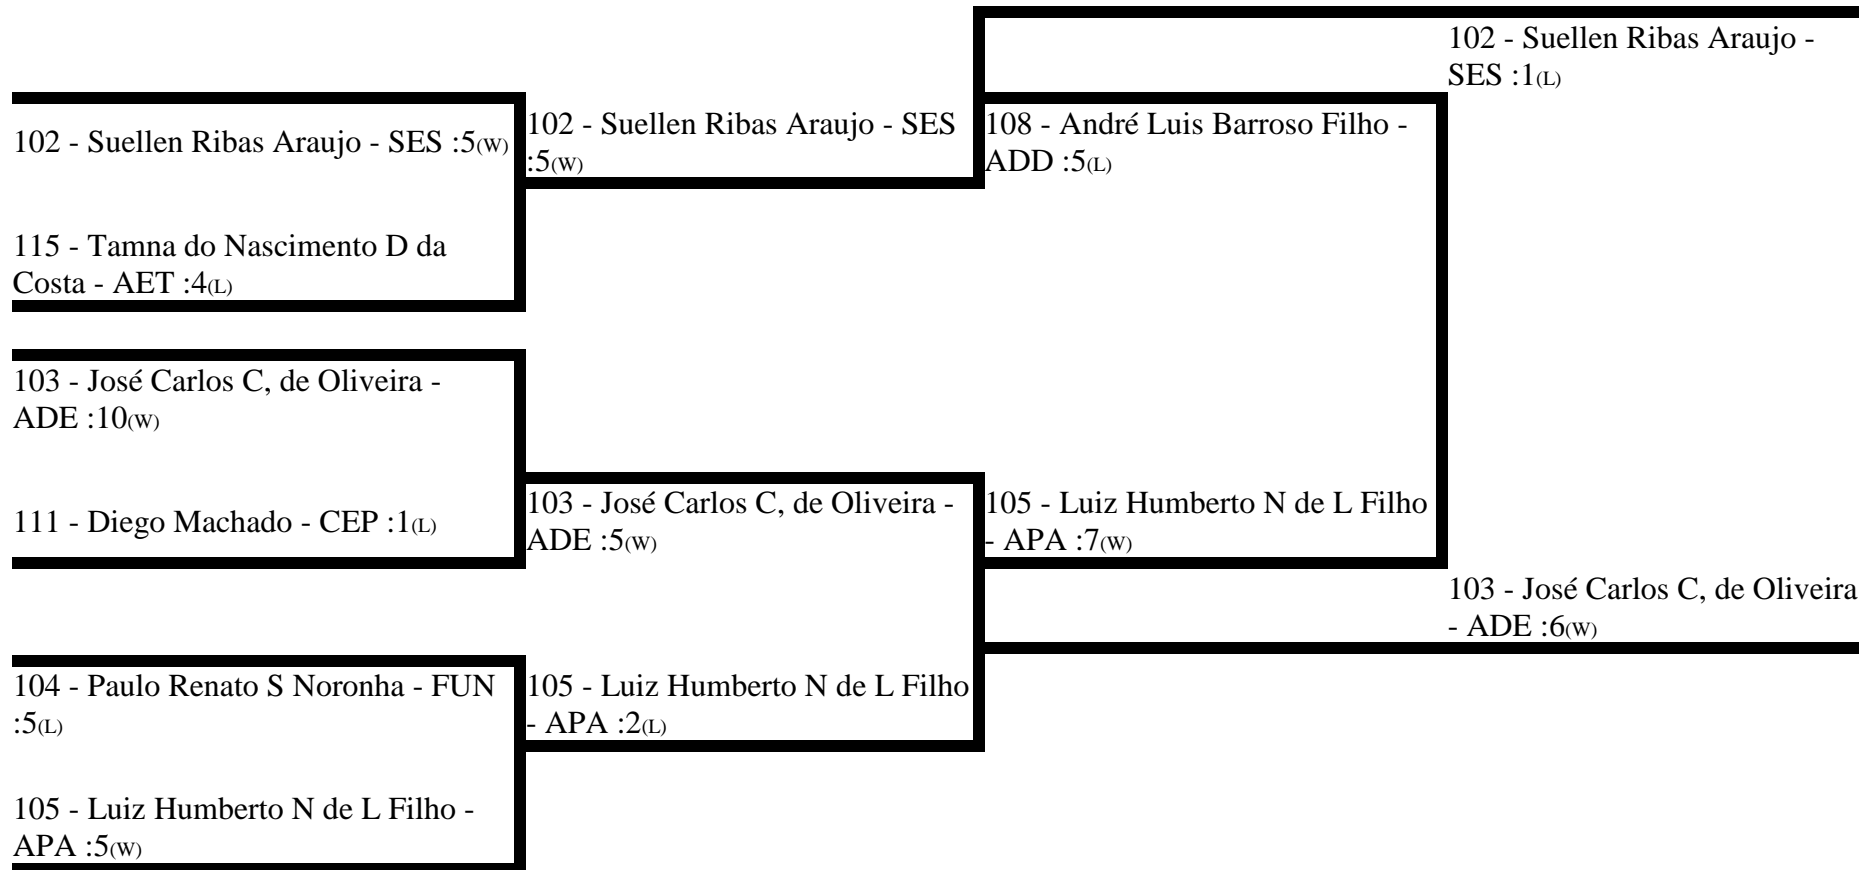 102 - Suellen Ribas Araujo - SES :5(W)
115 - Tamna do Nascimento D da
Costa - AET :4(L)
103 - José Carlos C, de Oliveira -
ADE :10(W)
111 - Diego Machado - CEP :1(L)
104 - Paulo Renato S Noronha - FUN
:5(L)
105 - Luiz Humberto N de L Filho -
APA :5(W)
102 - Suellen Ribas Araujo - SES
:5(W)
103 - José Carlos C, de Oliveira -
ADE :5(W)
105 - Luiz Humberto N de L Filho
- APA :2(L)
108 - André Luis Barroso Filho -
ADD :5(L)
105 - Luiz Humberto N de L Filho
- APA :7(W)
102 - Suellen Ribas Araujo -
SES :1(L)
103 - José Carlos C, de Oliveira
- ADE :6(W)